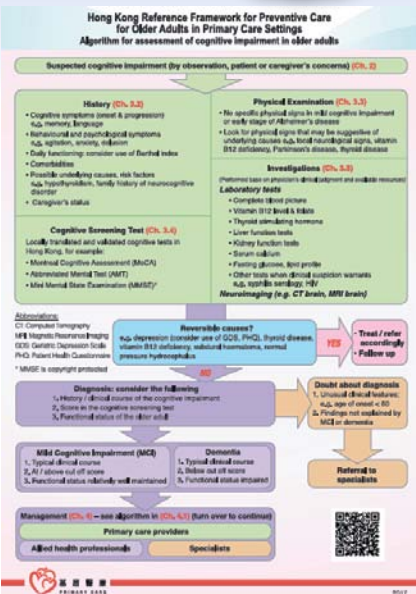 Hong Kong Reference Framework for Preventive Care
for Older Adults in Primary Care Settings
Algorithm for assessment of cognitive impairment in older adults
Suspected cognitive impairment (by observation, patient or caregiver's concerns) (Ch. 2)
History (Ch. 3.2)
• Cognitive symptoms (onset & progression)
e.g. memory, language
• Behavioural and psychological symptoms
e.g. agitation, anxiety, delusion
• Daily functioning: consider use of Barthel index
• Comorbidities
• Possible underlying causes, risk factors
e.g. hypothyroidism, family history of neurocognitive
disorder
• Caregiver's status
Cognitive Screening Test (Ch. 3.4)
Locally translated and validated cognitive tests in
Hong Kong, for example:
• Montreal Cognitive Assessment (MoCA)
• Abbreviated Mental Test (AMT)
• Mini Mental State Examination (MMSE)*
Physical Examination (Ch. 3.3)
• No specific physical signs in mild cognitive impairment
or early stage of Alzheimer's disease
• Look for physical signs that may be suggestive of
underlying causes e.g. local neurological signs, vitamin
B12 deficiency, Parkinson's disease, thyroid disease
Investigations
(Performed based on physician's clinical judgment and available resources)
Laboratory tests
• Complete blood picture
• Vitamin B12 level & folate
• Thyroid stimulating hormone
• Liver function tests
• Kidney function tests
• Serum calcium
• Fasting glucose, lipid profile
• Other tests when clinical suspicion warrants
e.g. syphilis serology, HIV
Neuroimaging (e.g. CT brain, MRI brain)
Abbreviations:
CT: Computed Tomography
MRI: Magnetic Resonance Imaging
GDS: Geriatric Depression Scale
PHQ: Patient Health Questionnaire
* MMSE is copyright protected
Reversible causes?
e.g. depression (consider use of GDS, PHQ), thyroid disease,
vitamin B12 deficiency, subdural haematoma, normal
pressure hydrocephalus
YES
• Treat / refer
accordingly
• Follow up
NO
Diagnosis: consider the following
1. History / clinical course of the cognitive impairment
2. Score in the cognitive screening test
3. Functional status of the older adult
Doubt about diagnosis
1. Unusual clinical features:
e.g. age of onset < 60
2. Findings not explained by
MCI or dementia
Mild Cognitive Impairment (MCI)
1. Typical clinical course
2. At / above cut off score
3. Functional status relatively well maintained
Dementia
1. Typical clinical course
2. Below cut off score
3. Functional status impaired
Referral to
specialists
Management (Ch. 4) – see algorithm in (Ch. 4.1) (turn over to continue)
Primary care providers
Allied health professionals
Specialists
基層醫療
PRIMARY CARE